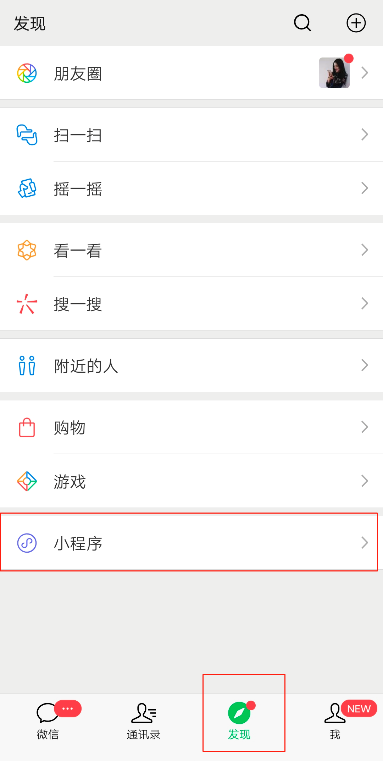 发现
朋友圈
扫一扫
摇一摇
看一看
搜一搜
附近的人
购物
游戏
小程序
NEW
微信
通讯录
发现
我